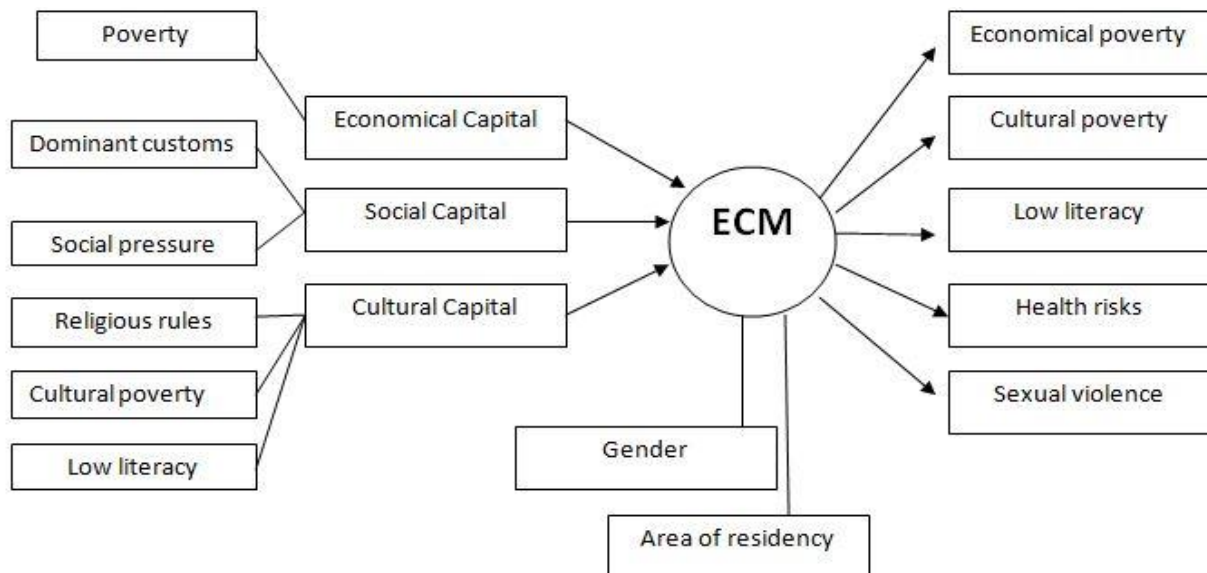 Poverty
Dominant customs
Social pressure
Religious rules
Cultural poverty
Low literacy
Economical Capital
Social Capital
Cultural Capital
ECM
Gender
Area of residency
Economical poverty
Cultural poverty
Low literacy
Health risks
Sexual violence